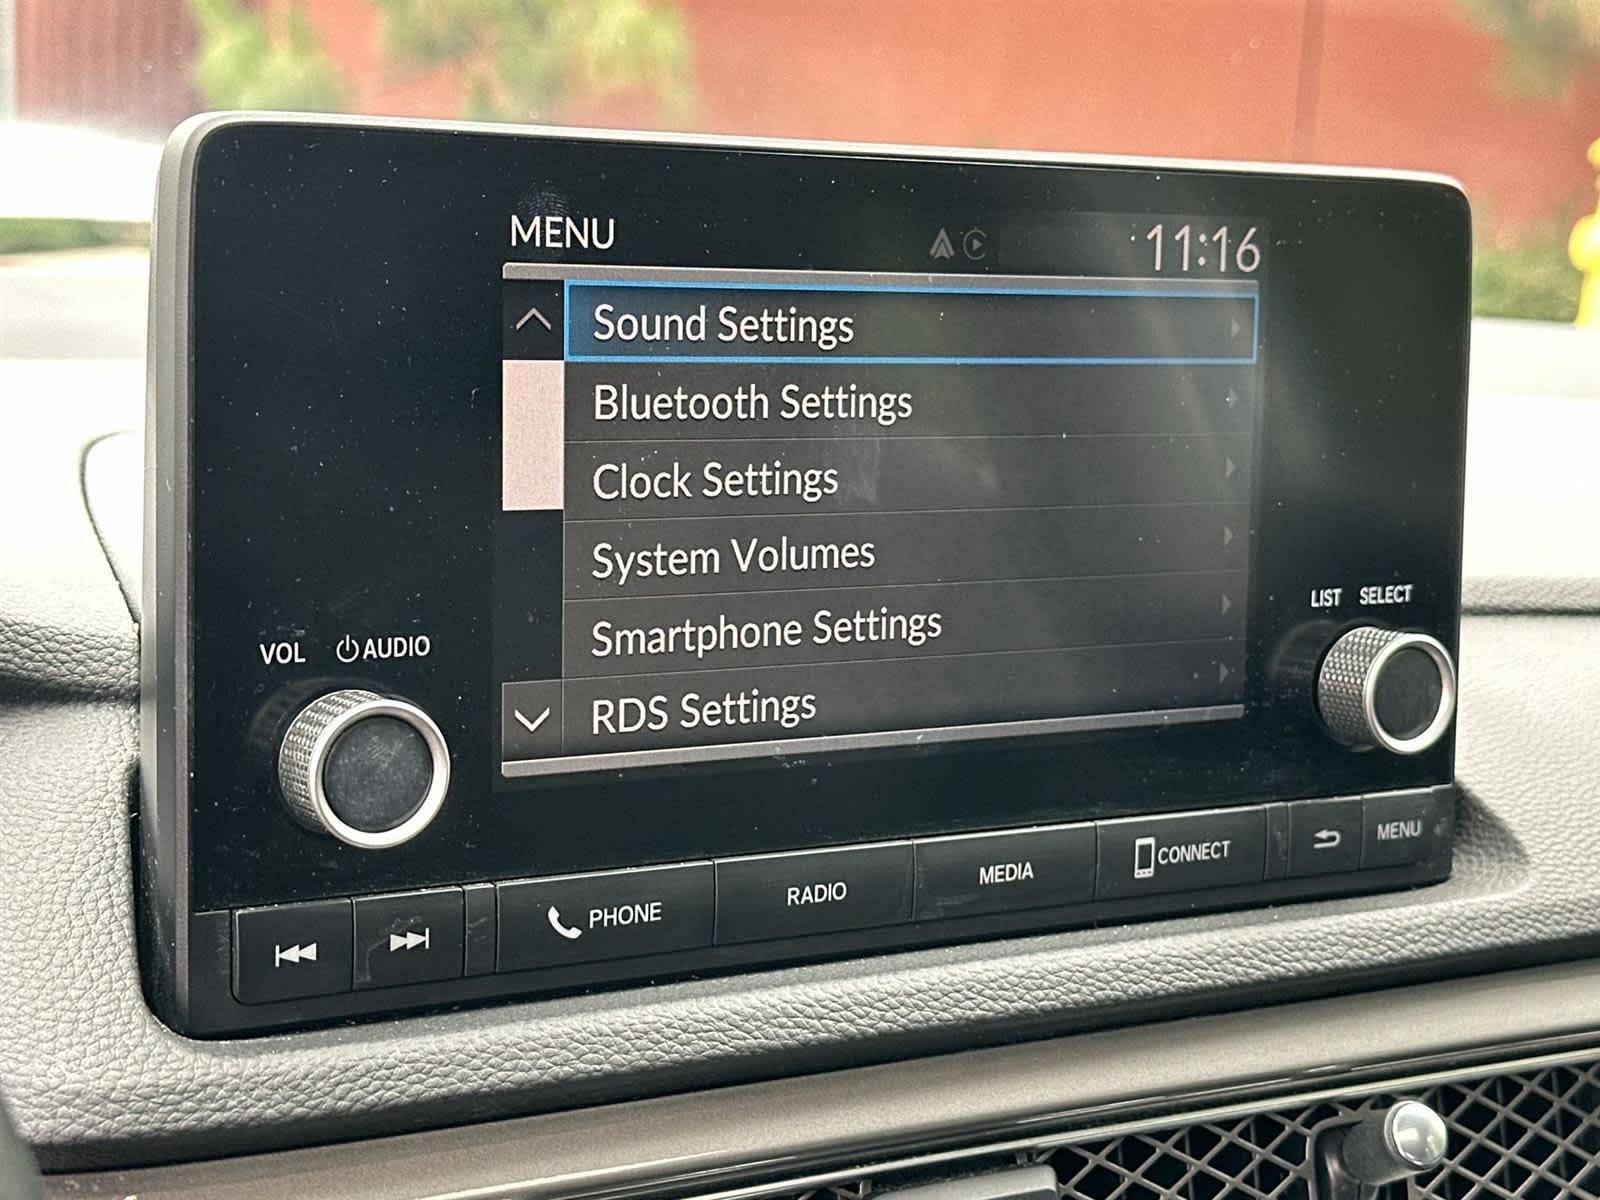 MENU
11:16
Sound Settings
Bluetooth Settings
Clock Settings
System Volumes
Smartphone Settings
RDS Settings
VOL AUDIO
LIST SELECT
PHONE
RADIO
MEDIA
CONNECT
MENU